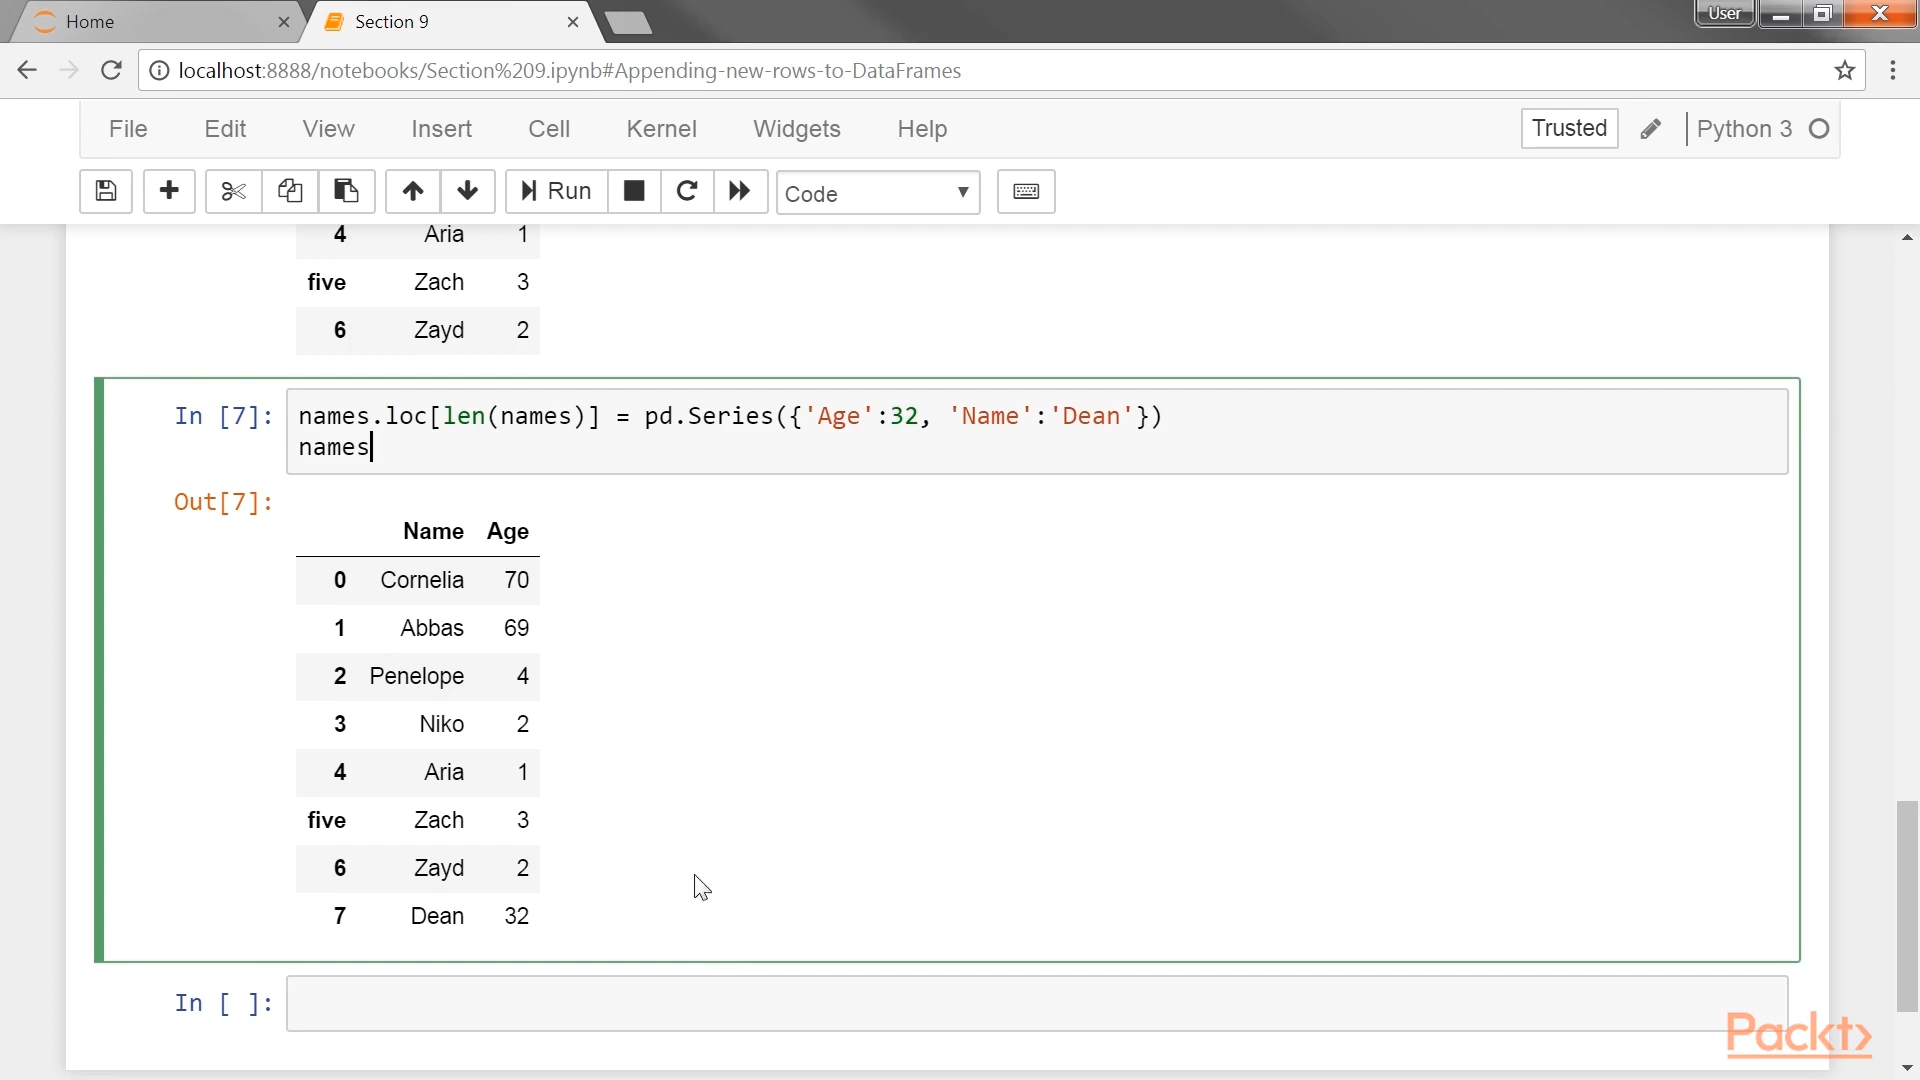 Home
Section 9
User
localhost:8888/notebooks/Section%209.ipynb#Appending-new-rows-to-DataFrames
File Edit View Insert Cell Kernel Widgets Help Trusted Python 3
Run Code
4 Aria 1
five Zach 3
6 Zayd 2
In [7]: names.loc[len(names)] = pd.Series({'Age':32, 'Name':'Dean'})
names
Out[7]:
Name Age
0 Cornelia 70
1 Abbas 69
2 Penelope 4
3 Niko 2
4 Aria 1
five Zach 3
6 Zayd 2
7 Dean 32
In [ ]:
Packt>